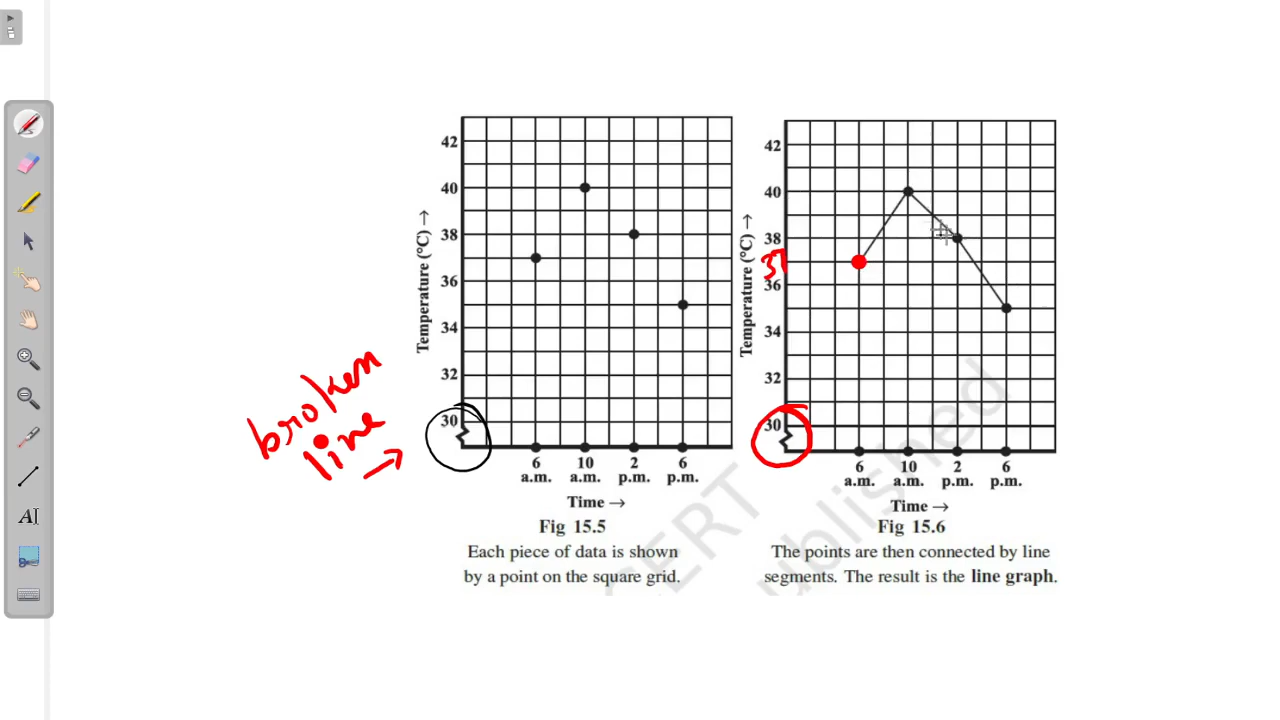 42
40
38
36
34
32
30
Temperature (°C) →
6 10 2 6
a.m. a.m. p.m. p.m.
Time →
Fig 15.5
Each piece of data is shown
by a point on the square grid.
42
40
38
37
36
34
32
30
Temperature (°C) →
6 10 2 6
a.m. a.m. p.m. p.m.
Time →
Fig 15.6
The points are then connected by line
segments. The result is the line graph.
broken
line →
CERT
ublished
AI